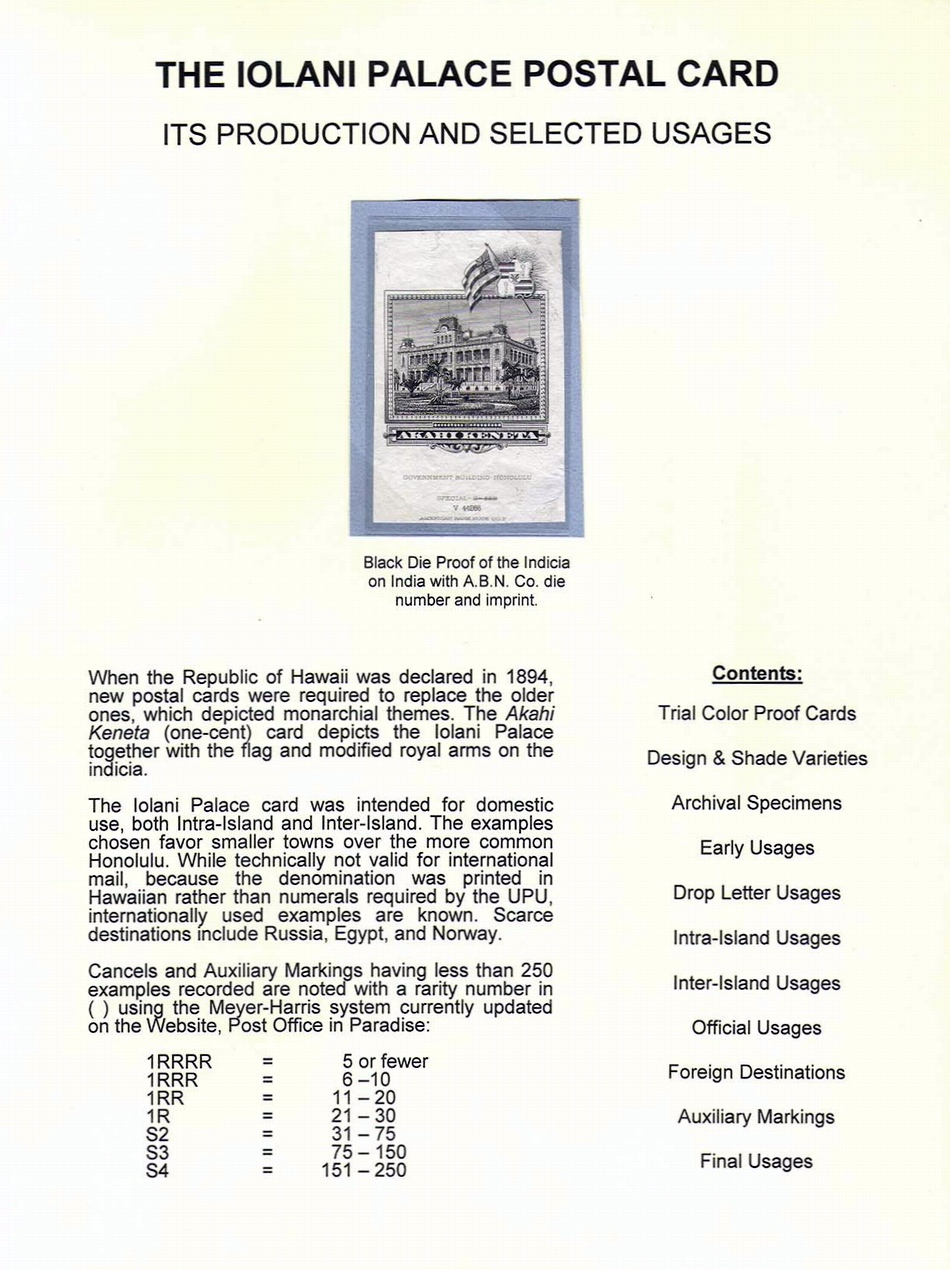 THE IOLANI PALACE POSTAL CARD
ITS PRODUCTION AND SELECTED USAGES
AKAHI KENETA
GOVERNMENT BUILDING HONOLULU
SPECIAL
Black Die Proof of the Indicia
on India with A.B.N. Co. die
number and imprint.
When the Republic of Hawaii was declared in 1894,
new postal cards were required to replace the older
ones, which depicted monarchial themes. The Akahi
Keneta (one-cent) card depicts the Iolani Palace
together with the flag and modified royal arms on the
indicia.
The Iolani Palace card was intended for domestic
use, both Intra-Island and Inter-Island. The examples
chosen favor smaller towns over the more common
Honolulu. While technically not valid for international
mail, because the denomination was printed in
Hawaiian rather than numerals required by the UPU,
internationally used examples are known. Scarce
destinations include Russia, Egypt, and Norway.
Cancels and Auxiliary Markings having less than 250
examples recorded are noted with a rarity number in
( ) using the Meyer-Harris system currently updated
on the Website, Post Office in Paradise:
1RRRR = 5 or fewer
1RRR = 6 –10
1RR = 11 – 20
1R = 21 – 30
S2 = 31 – 75
S3 = 75 – 150
S4 = 151 – 250
Contents:
Trial Color Proof Cards
Design & Shade Varieties
Archival Specimens
Early Usages
Drop Letter Usages
Intra-Island Usages
Inter-Island Usages
Official Usages
Foreign Destinations
Auxiliary Markings
Final Usages